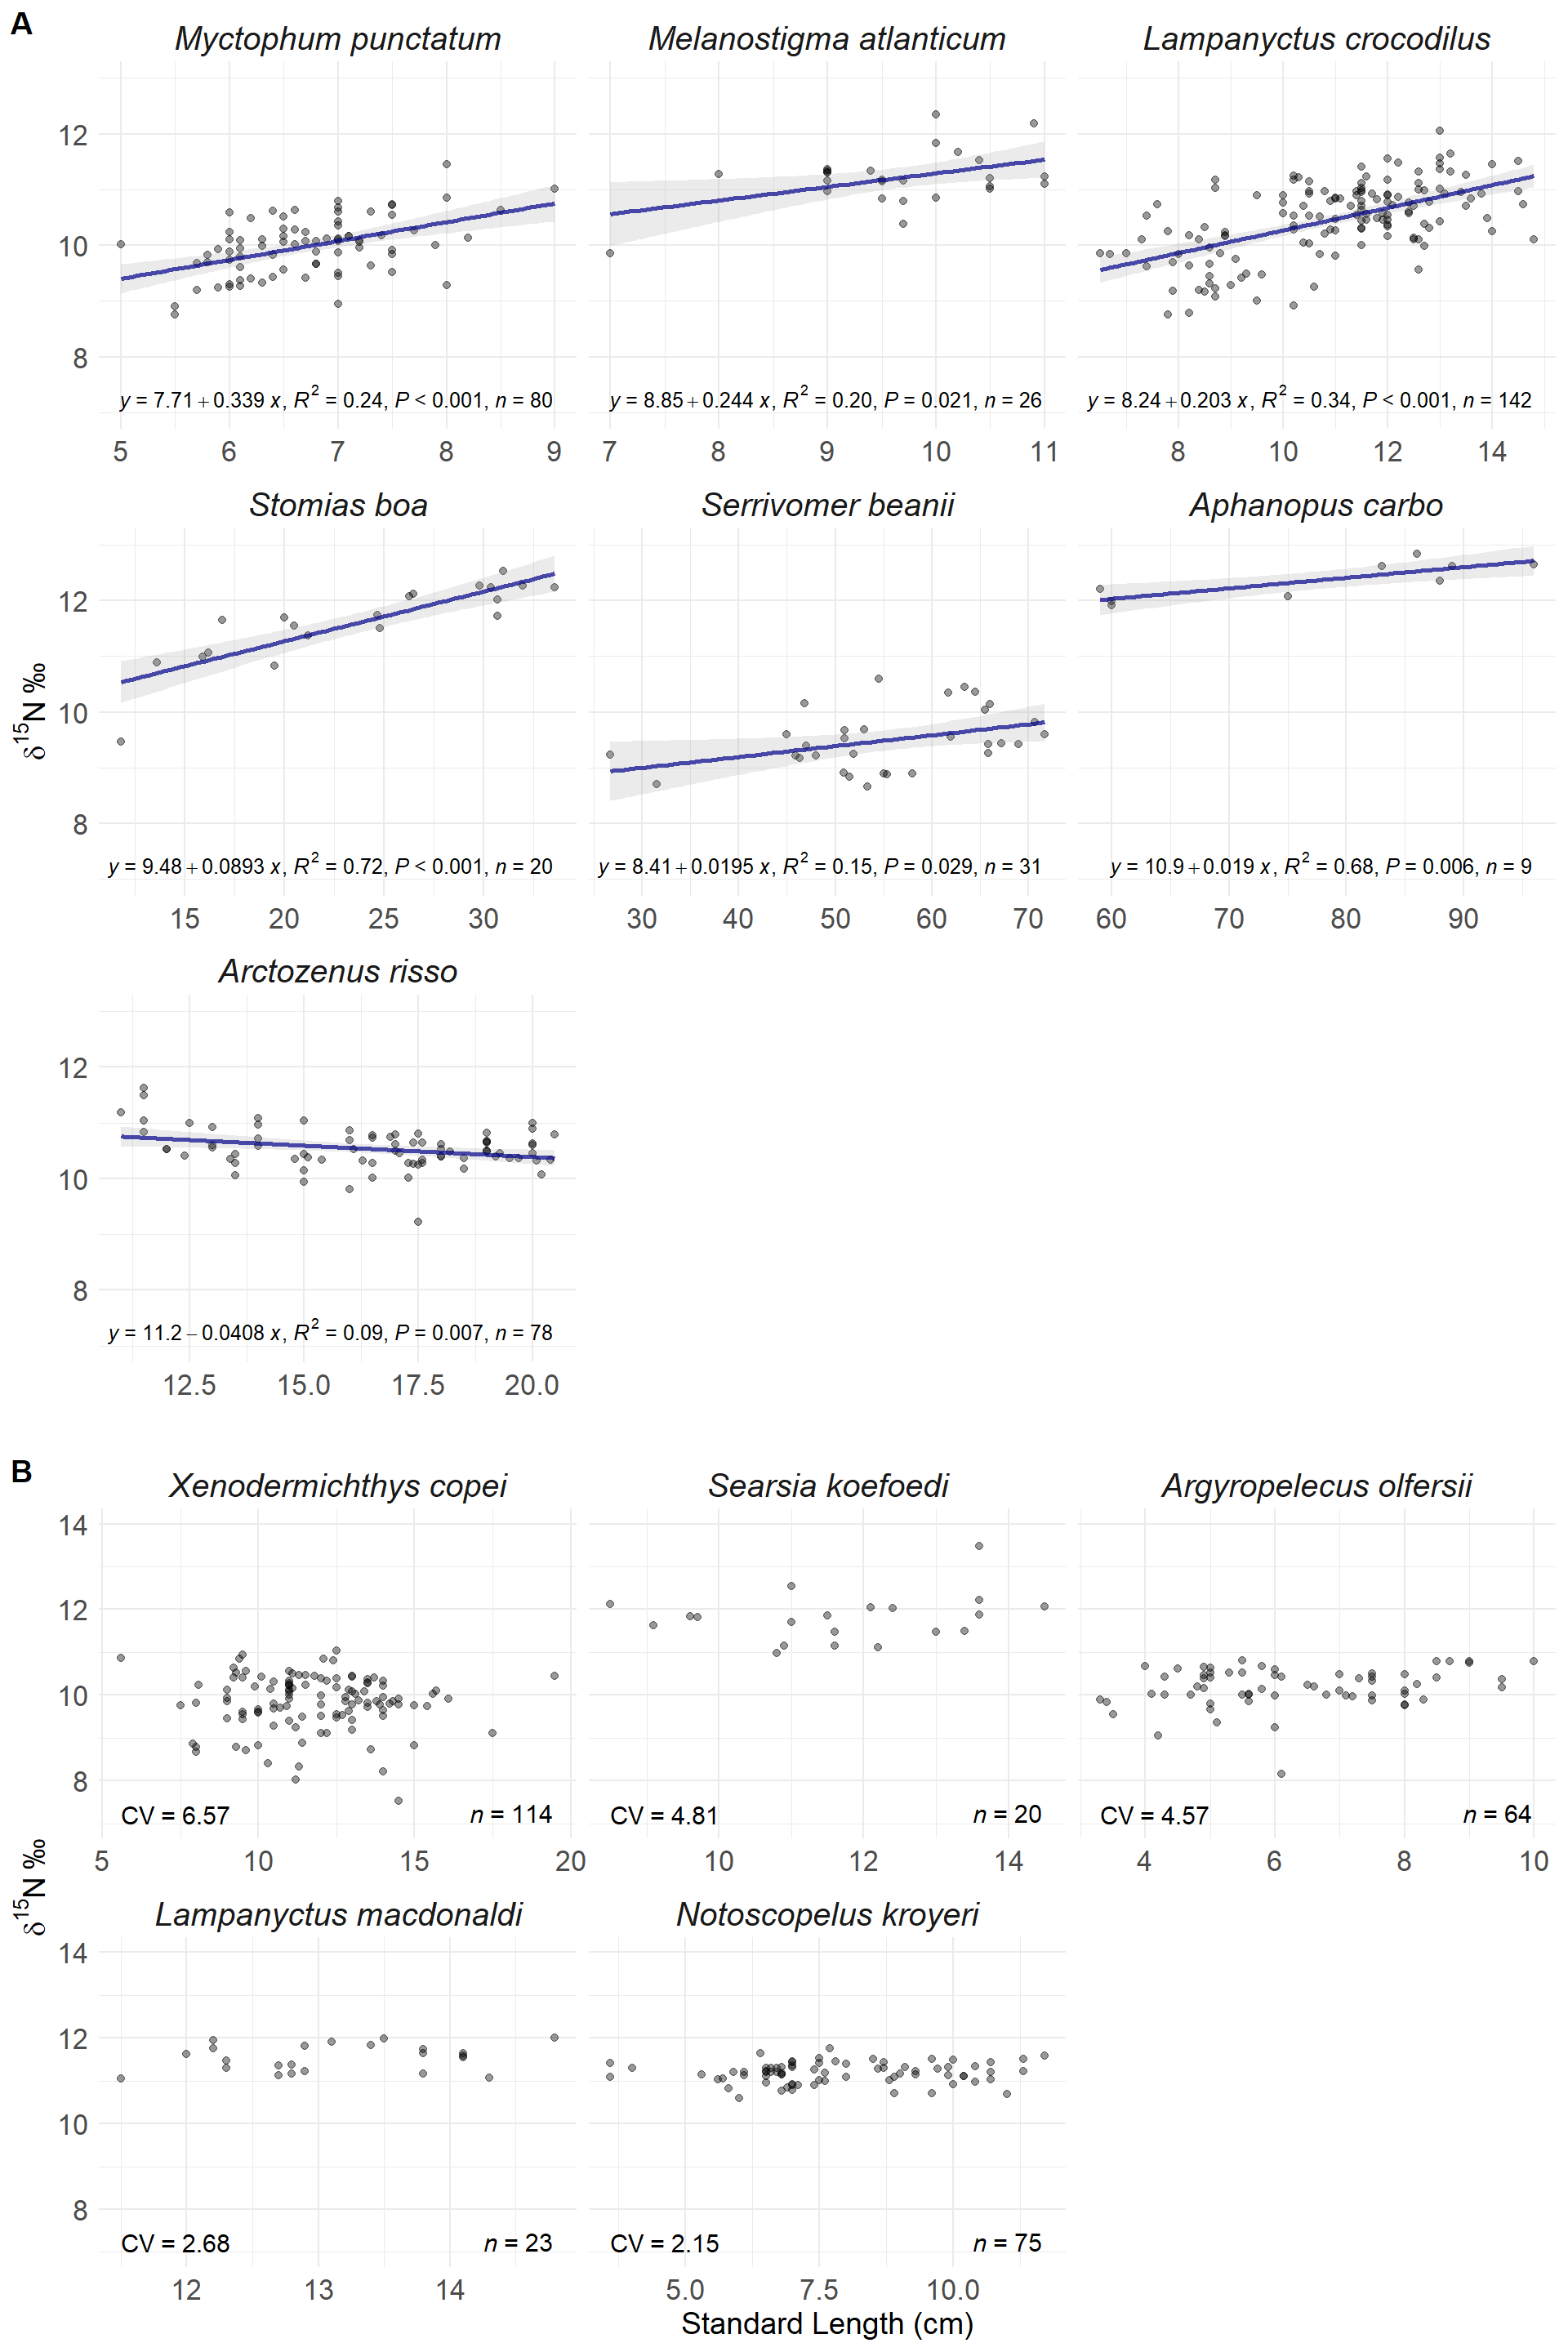 A
Myctophum punctatum
Melanostigma atlanticum
Lampanyctus crocodilus
12
10
8
y = 7.71 + 0.339 x, R² = 0.24, P < 0.001, n = 80
y = 8.85 + 0.244 x, R² = 0.20, P = 0.021, n = 26
y = 8.24 + 0.203 x, R² = 0.34, P < 0.001, n = 142
5 6 7 8 9
7 8 9 10 11
8 10 12 14
Stomias boa
Serrivomer beanii
Aphanopus carbo
δ¹⁵N ‰
12
10
8
y = 9.48 + 0.0893 x, R² = 0.72, P < 0.001, n = 20
y = 8.41 + 0.0195 x, R² = 0.15, P = 0.029, n = 31
y = 10.9 + 0.019 x, R² = 0.68, P = 0.006, n = 9
15 20 25 30
30 40 50 60 70
60 70 80 90
Arctozenus risso
12
10
8
y = 11.2 − 0.0408 x, R² = 0.09, P = 0.007, n = 78
12.5 15.0 17.5 20.0
B
Xenodermichthys copei
Searsia koefoedi
Argyropelecus olfersii
14
12
10
8
CV = 6.57 n = 114
CV = 4.81 n = 20
CV = 4.57 n = 64
5 10 15 20
10 12 14
4 6 8 10
δ¹⁵N ‰
Lampanyctus macdonaldi
Notoscopelus kroyeri
14
12
10
8
CV = 2.68 n = 23
CV = 2.15 n = 75
12 13 14
5.0 7.5 10.0
Standard Length (cm)